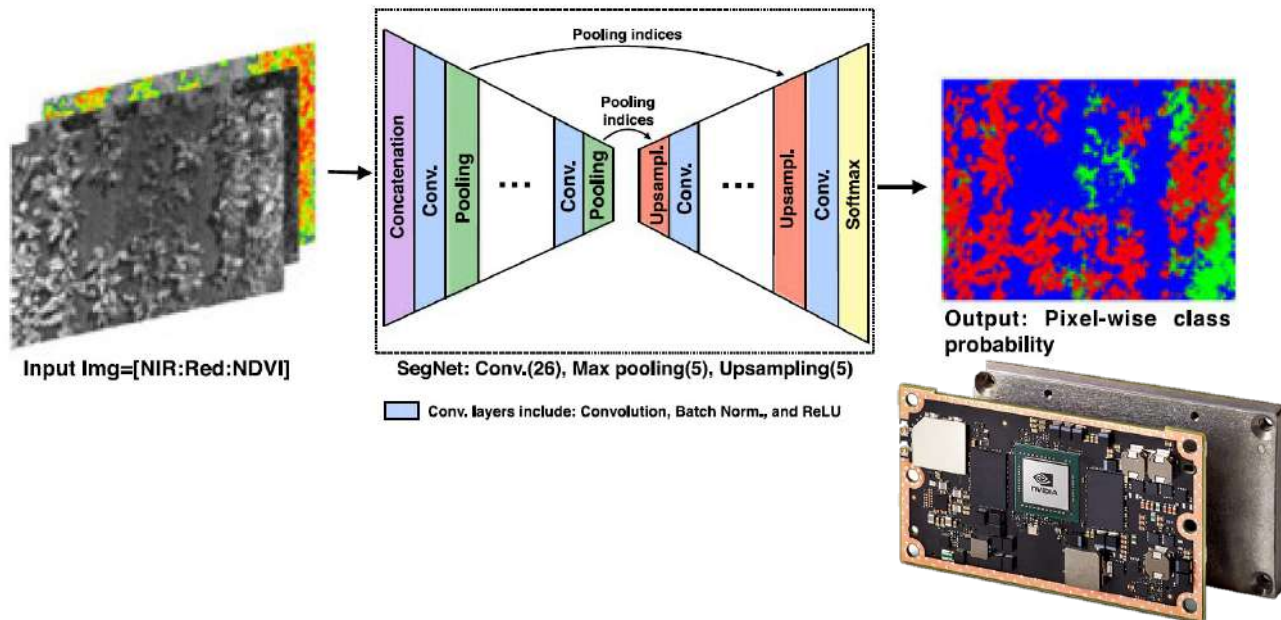 Pooling indices
Pooling
indices
Concatenation
Conv.
Pooling
...
Conv.
Pooling
Upsampl.
Conv.
...
Upsampl.
Conv.
Softmax
Input Img=[NIR:Red:NDVI]
SegNet: Conv.(26), Max pooling(5), Upsampling(5)
Conv. layers include: Convolution, Batch Norm., and ReLU
Output: Pixel-wise class
probability
NVIDIA